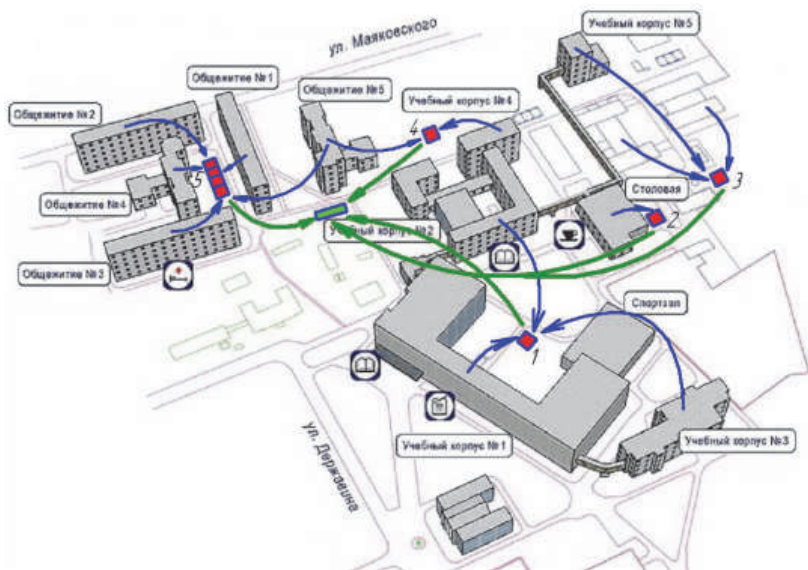 Учебный корпус №5
ул. Маяковского
Общежитие №1
Общежитие №5
Учебный корпус №4
Общежитие №2
4
5
3
Столовая
Общежитие №4
2
Учебный корпус №2
Общежитие №3
Спортзал
1
ул. Державина
Учебный корпус №1
Учебный корпус №3